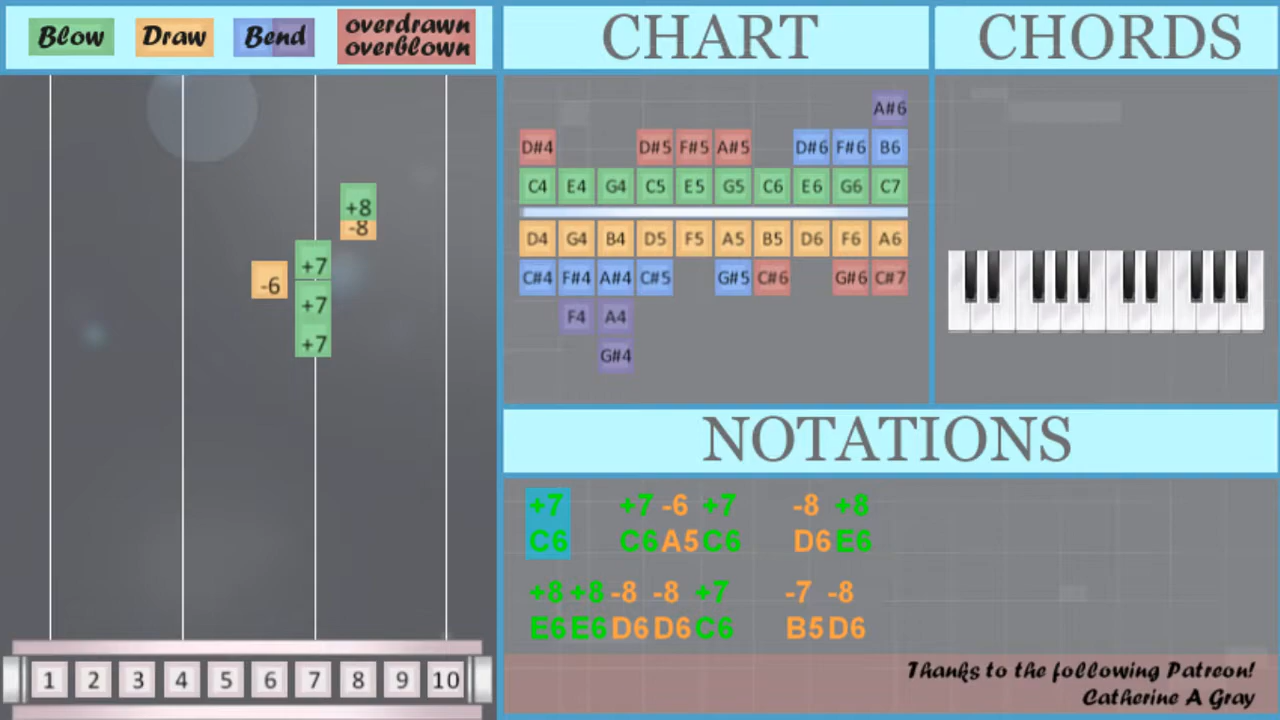 Blow Draw Bend overdrawn
overblown
CHART
CHORDS
+8
-8
+7
-6
+7
+7
1 2 3 4 5 6 7 8 9 10
A#6
D#4 D#5 F#5 A#5 D#6 F#6 B6
C4 E4 G4 C5 E5 G5 C6 E6 G6 C7
D4 G4 B4 D5 F5 A5 B5 D6 F6 A6
C#4 F#4 A#4 C#5 G#5 C#6 G#6 C#7
F4 A4
G#4
NOTATIONS
+7 +7 -6 +7 -8 +8
C6 C6 A5 C6 D6 E6
+8 +8 -8 -8 +7 -7 -8
E6 E6 D6 D6 C6 B5 D6
Thanks to the following Patreon!
Catherine A Gray